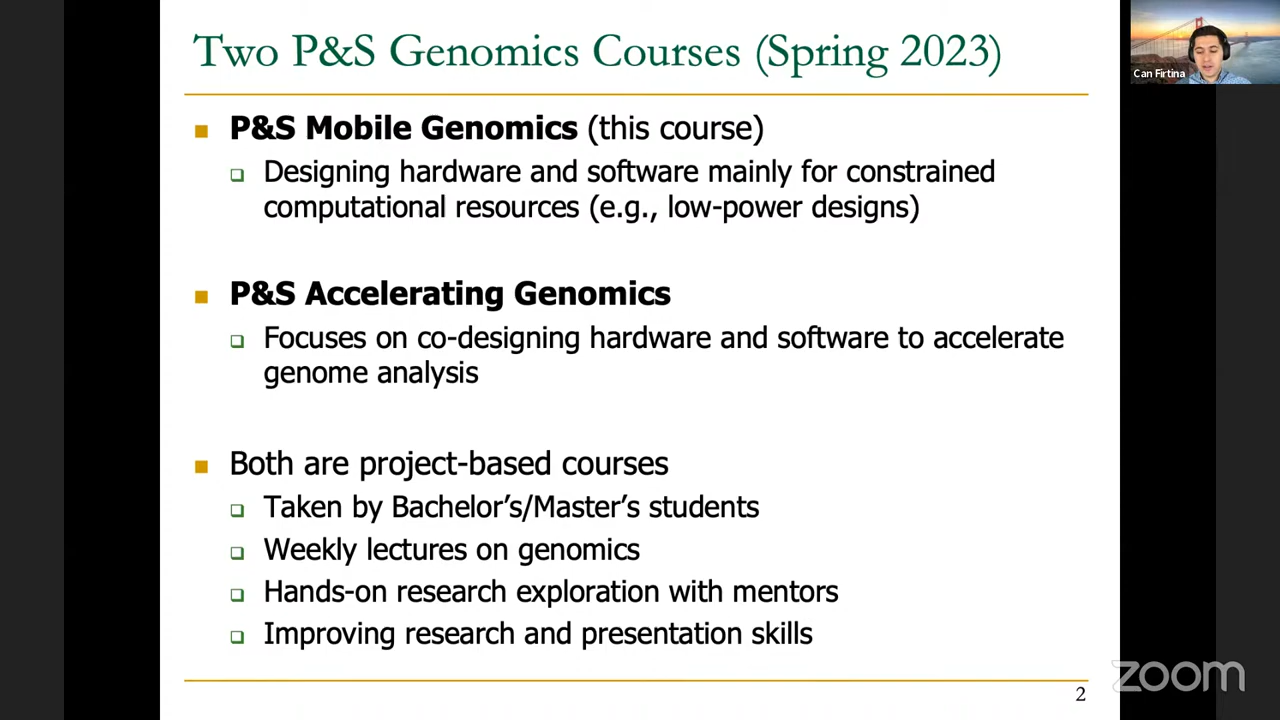 Two P&S Genomics Courses (Spring 2023)
Can Firtina
P&S Mobile Genomics (this course)
Designing hardware and software mainly for constrained
computational resources (e.g., low-power designs)
P&S Accelerating Genomics
Focuses on co-designing hardware and software to accelerate
genome analysis
Both are project-based courses
Taken by Bachelor’s/Master’s students
Weekly lectures on genomics
Hands-on research exploration with mentors
Improving research and presentation skills
zoom
2